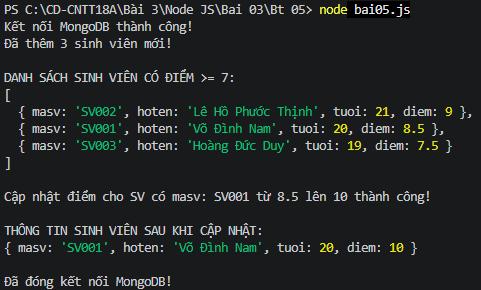 PS C:\CD-CNTT18A\Bài 3\Node JS\Bai 03\Bt 05> node bai05.js
Kết nối MongoDB thành công!
Đã thêm 3 sinh viên mới!
DANH SÁCH SINH VIÊN CÓ ĐIỂM >= 7:
[
  { masv: 'SV002', hoten: 'Lê Hồ Phước Thịnh', tuoi: 21, diem: 9 },
  { masv: 'SV001', hoten: 'Võ Đình Nam', tuoi: 20, diem: 8.5 },
  { masv: 'SV003', hoten: 'Hoàng Đức Duy', tuoi: 19, diem: 7.5 }
]
Cập nhật điểm cho SV có masv: SV001 từ 8.5 lên 10 thành công!
THÔNG TIN SINH VIÊN SAU KHI CẬP NHẬT:
{ masv: 'SV001', hoten: 'Võ Đình Nam', tuoi: 20, diem: 10 }
Đã đóng kết nối MongoDB!